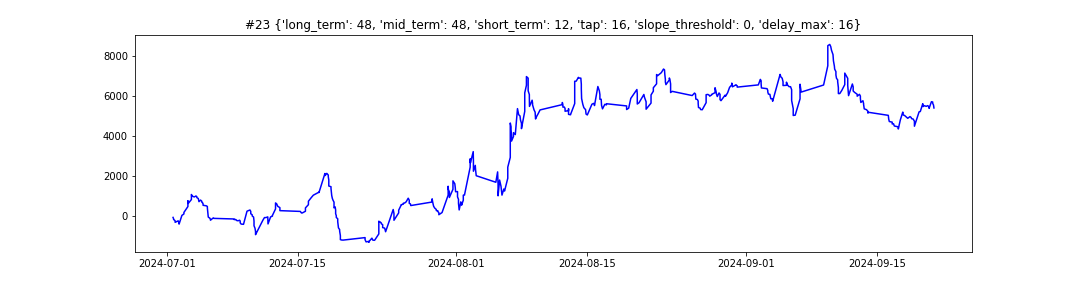 #23 {'long_term': 48, 'mid_term': 48, 'short_term': 12, 'tap': 16, 'slope_threshold': 0, 'delay_max': 16}
8000
6000
4000
2000
0
2024-07-01 2024-07-15 2024-08-01 2024-08-15 2024-09-01 2024-09-15